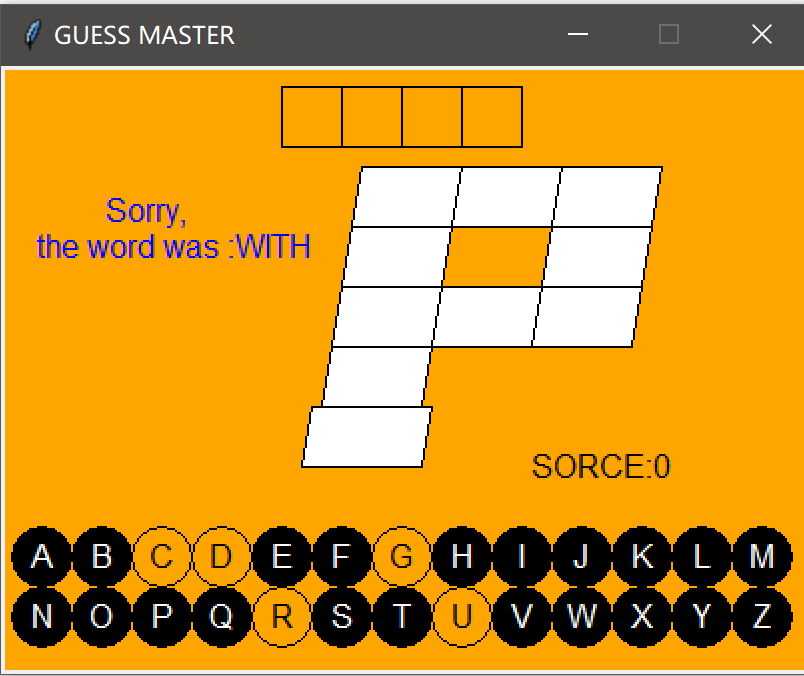 GUESS MASTER
Sorry,
the word was :WITH
SORCE:0
A B C D E F G H I J K L M
N O P Q R S T U V W X Y Z